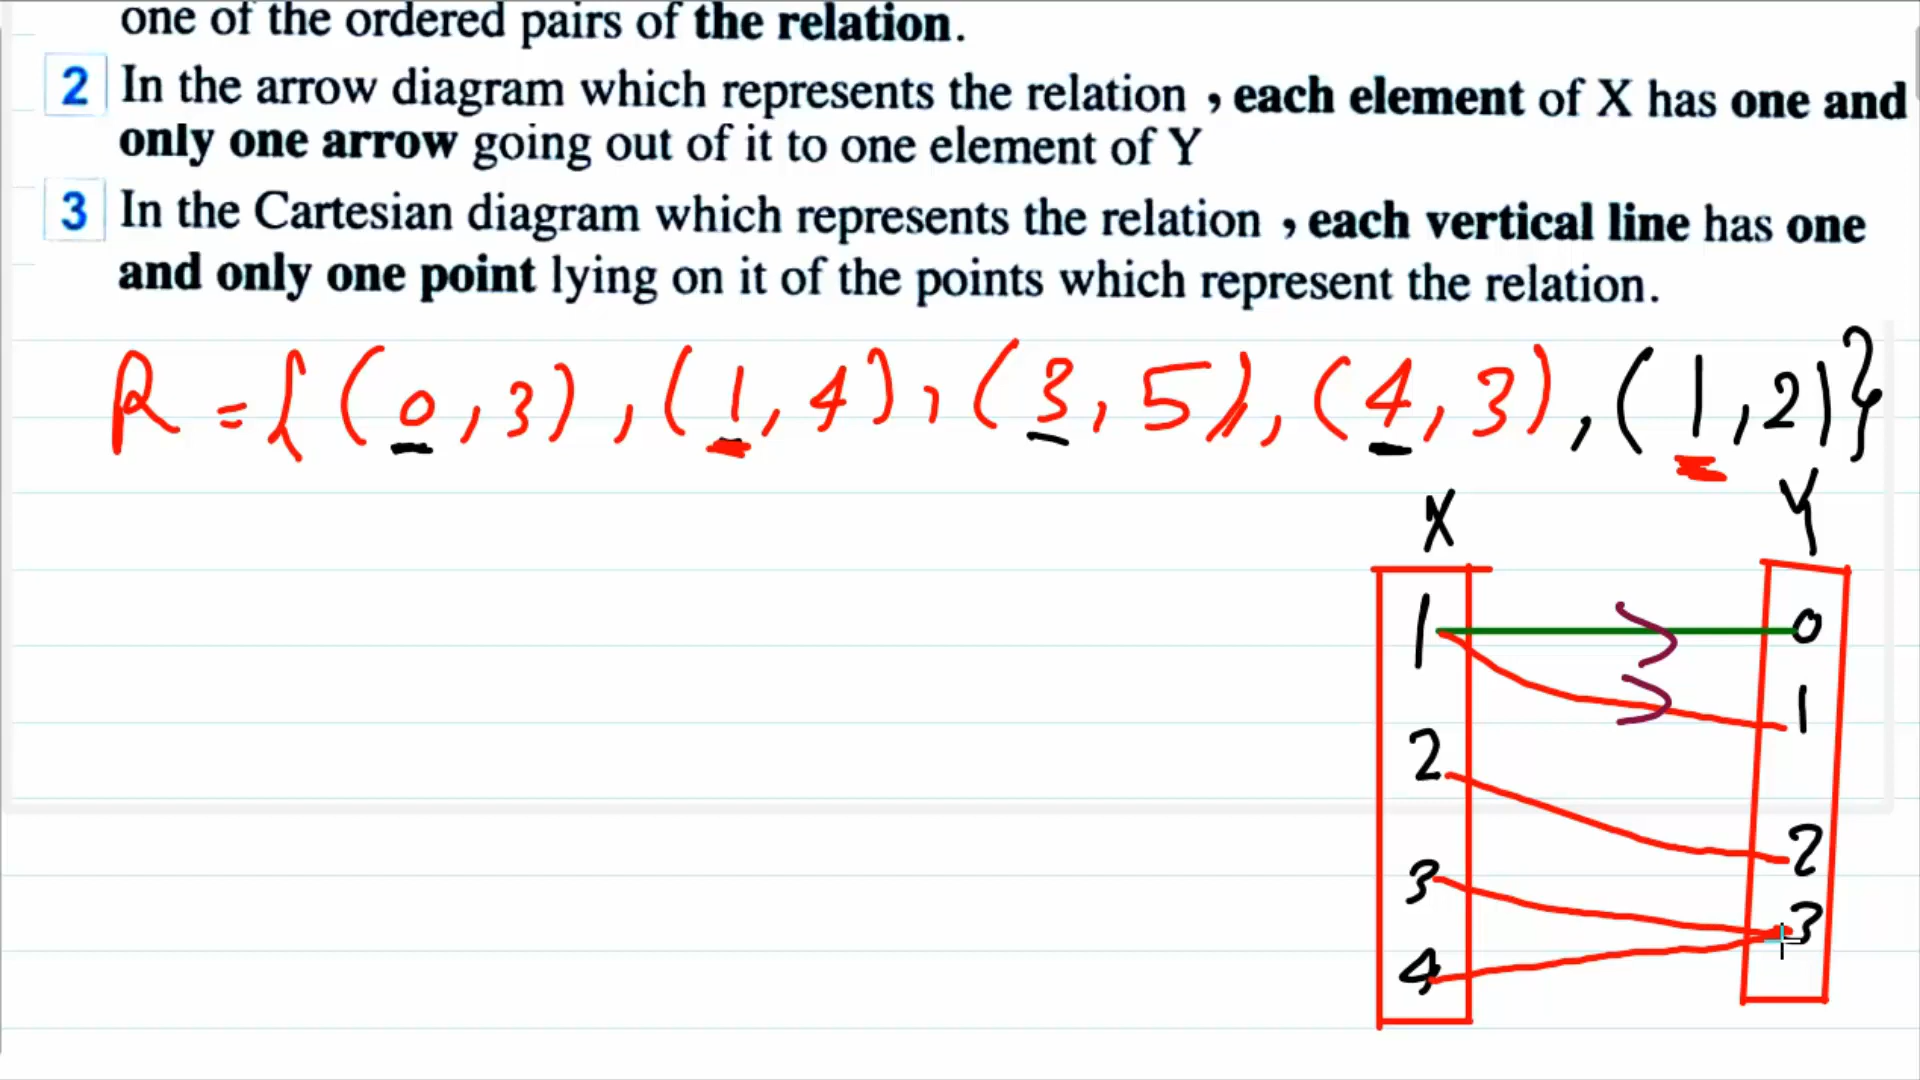 one of the ordered pairs of the relation.
2 In the arrow diagram which represents the relation , each element of X has one and
only one arrow going out of it to one element of Y
3 In the Cartesian diagram which represents the relation , each vertical line has one
and only one point lying on it of the points which represent the relation.
R = { (0,3) , (1,4) , (3,5) , (4,3) , (1,2) }
X Y
1 0
1
2
2
3 3
4